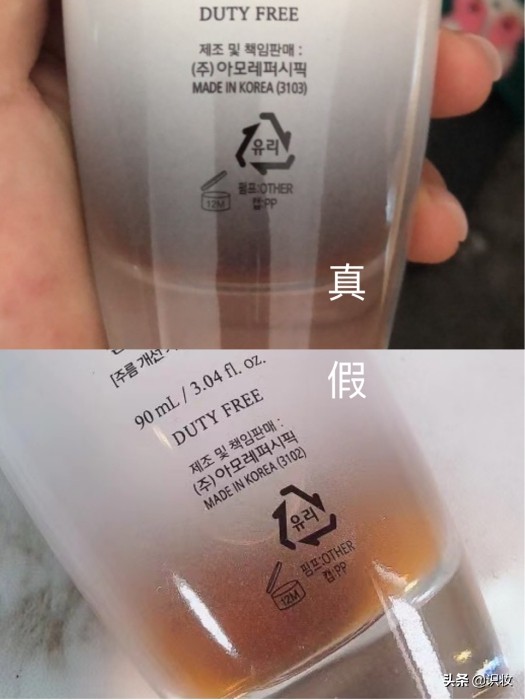 DUTY FREE
제조 및 책임판매 :
(주) 아모레퍼시픽
MADE IN KOREA (3103)
유리
펌프:OTHER
캡:PP
12M
真
假
90 mL / 3.04 fl. oz.
DUTY FREE
제조 및 책임판매 :
(주) 아모레퍼시픽
MADE IN KOREA (3102)
유리
펌프:OTHER
캡:PP
12M
头条 @识妆